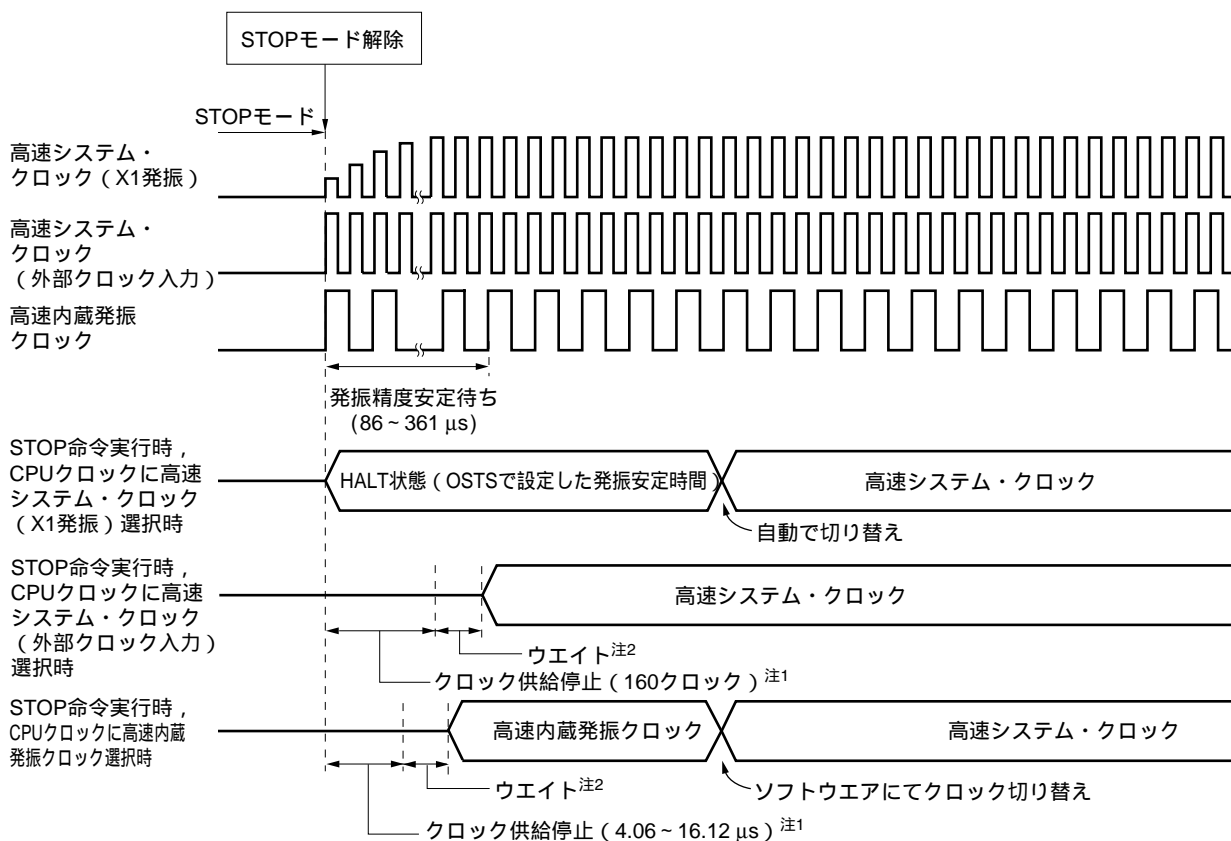 STOPモード解除
STOPモード
高速システム・
クロック（X1発振）
高速システム・
クロック
（外部クロック入力）
高速内蔵発振
クロック
発振精度安定待ち
(86～361 μs)
STOP命令実行時，
CPUクロックに高速
システム・クロック
（X1発振）選択時
HALT状態（OSTSで設定した発振安定時間）
高速システム・クロック
自動で切り替え
STOP命令実行時，
CPUクロックに高速
システム・クロック
（外部クロック入力）
選択時
高速システム・クロック
ウエイト注2
クロック供給停止（160クロック）注1
STOP命令実行時，
CPUクロックに高速内蔵
発振クロック選択時
高速内蔵発振クロック
高速システム・クロック
ウエイト注2
ソフトウエアにてクロック切り替え
クロック供給停止（4.06～16.12 μs）注1